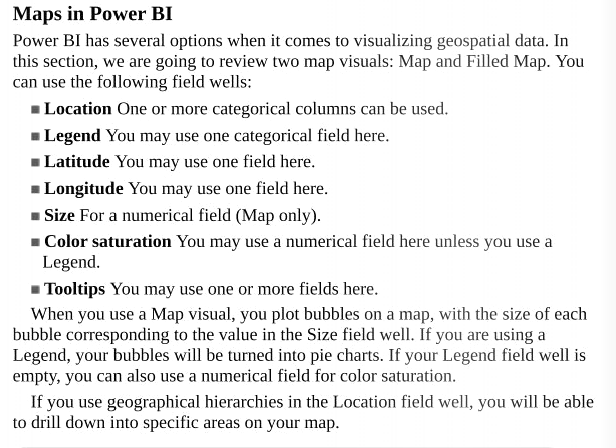 Maps in Power BI
Power BI has several options when it comes to visualizing geospatial data. In
this section, we are going to review two map visuals: Map and Filled Map. You
can use the following field wells:
■ Location One or more categorical columns can be used.
■ Legend You may use one categorical field here.
■ Latitude You may use one field here.
■ Longitude You may use one field here.
■ Size For a numerical field (Map only).
■ Color saturation You may use a numerical field here unless you use a
Legend.
■ Tooltips You may use one or more fields here.
When you use a Map visual, you plot bubbles on a map, with the size of each
bubble corresponding to the value in the Size field well. If you are using a
Legend, your bubbles will be turned into pie charts. If your Legend field well is
empty, you can also use a numerical field for color saturation.
If you use geographical hierarchies in the Location field well, you will be able
to drill down into specific areas on your map.